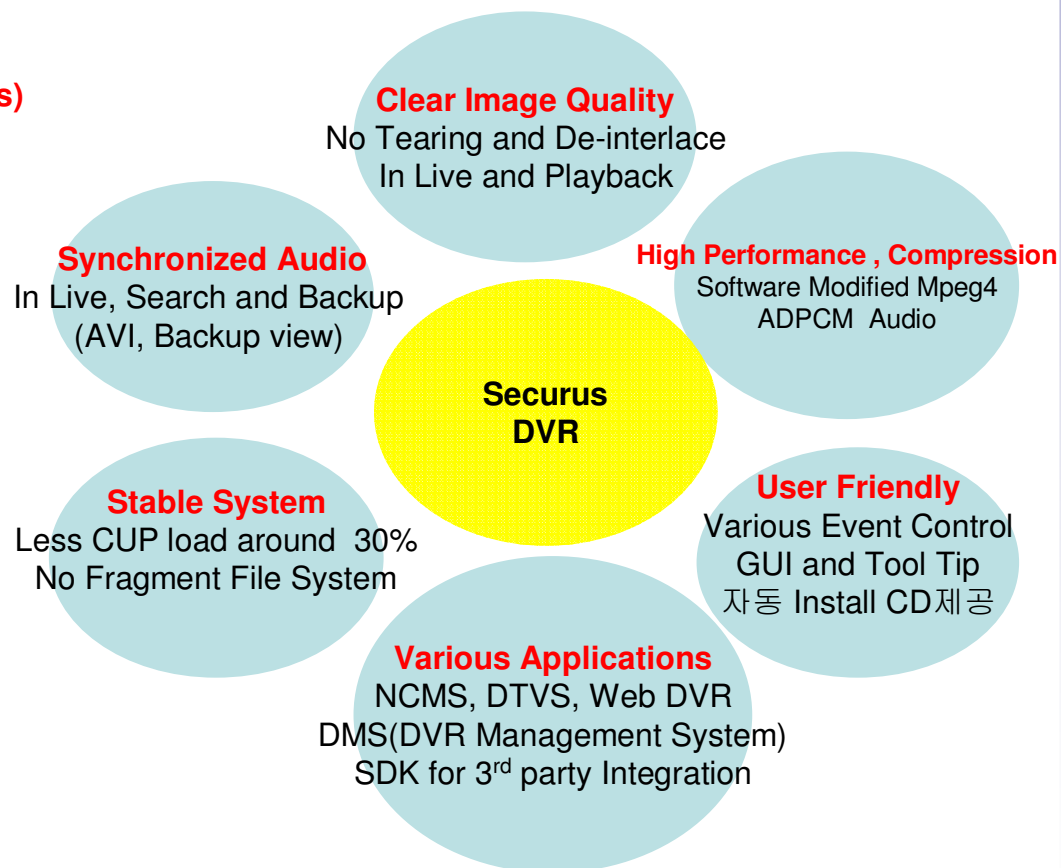 s)
Clear Image Quality
No Tearing and De-interlace
In Live and Playback
Synchronized Audio
In Live, Search and Backup
(AVI, Backup view)
High Performance , Compression
Software Modified Mpeg4
ADPCM Audio
Securus
DVR
Stable System
Less CUP load around 30%
No Fragment File System
User Friendly
Various Event Control
GUI and Tool Tip
자동 Install CD제공
Various Applications
NCMS, DTVS, Web DVR
DMS(DVR Management System)
SDK for 3rd party Integration